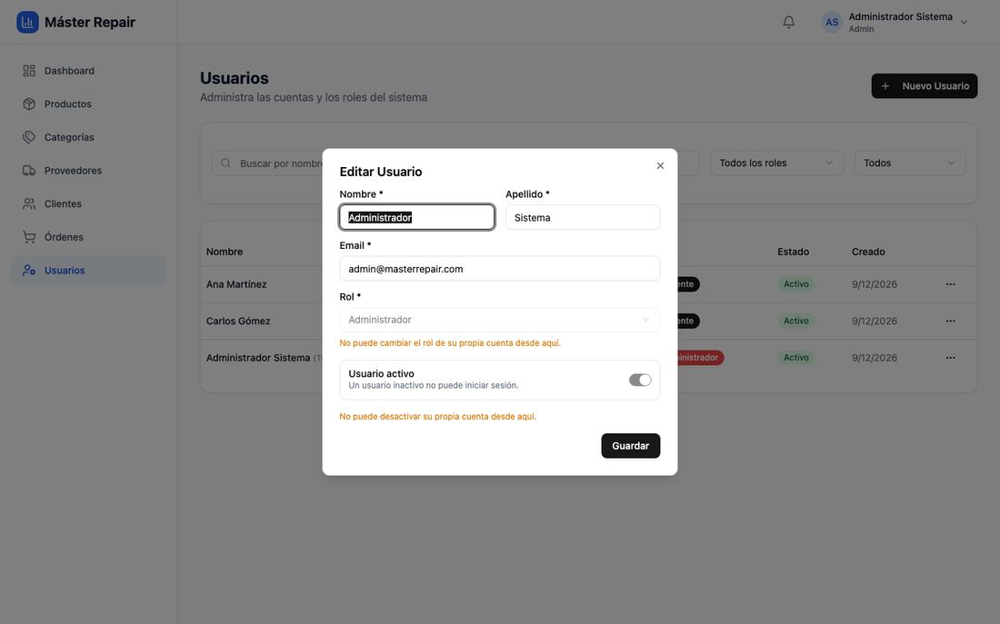 Máster Repair
AS
Administrador Sistema
Admin
Dashboard
Productos
Categorías
Proveedores
Clientes
Órdenes
Usuarios
Usuarios
Administra las cuentas y los roles del sistema
Nuevo Usuario
Buscar por
Todos los roles
Todos
Nombre
Estado
Creado
Ana Martínez
Activo
9/12/2026
Carlos Gómez
Activo
9/12/2026
Administrador Sistema
Activo
9/12/2026
Editar Usuario
Nombre *
Apellido *
Administrador
Sistema
Email *
admin@masterrepair.com
Rol *
Administrador
No puede cambiar el rol de su propia cuenta desde aquí.
Usuario activo
Un usuario inactivo no puede iniciar sesión.
No puede desactivar su propia cuenta desde aquí.
Guardar